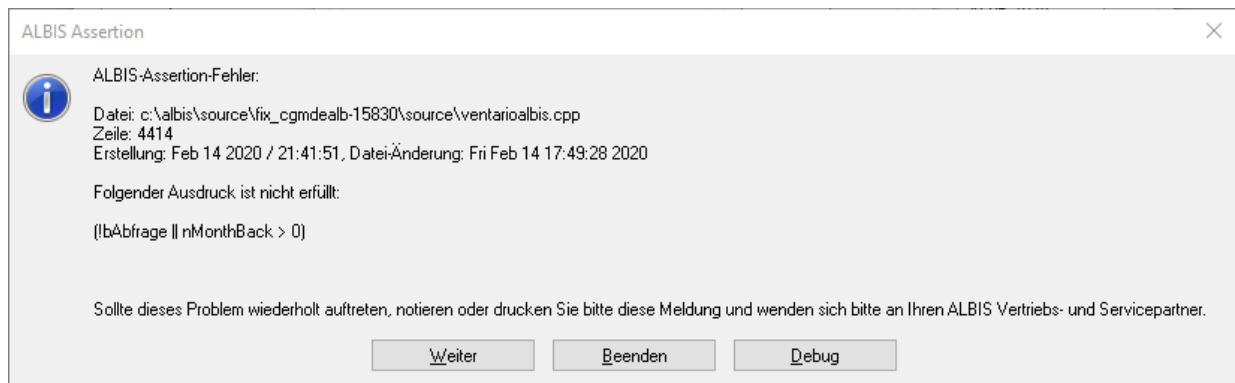 ALBIS Assertion
ALBIS-Assertion-Fehler:
Datei: c:\albis\source\fix_cgmdealb-15830\source\ventarioalbis.cpp
Zeile: 4414
Erstellung: Feb 14 2020 / 21:41:51, Datei-Änderung: Fri Feb 14 17:49:28 2020
Folgender Ausdruck ist nicht erfüllt:
(!bAbfrage || nMonthBack > 0)
Sollte dieses Problem wiederholt auftreten, notieren oder drucken Sie bitte diese Meldung und wenden sich bitte an Ihren ALBIS Vertriebs- und Servicepartner.
Weiter Beenden Debug